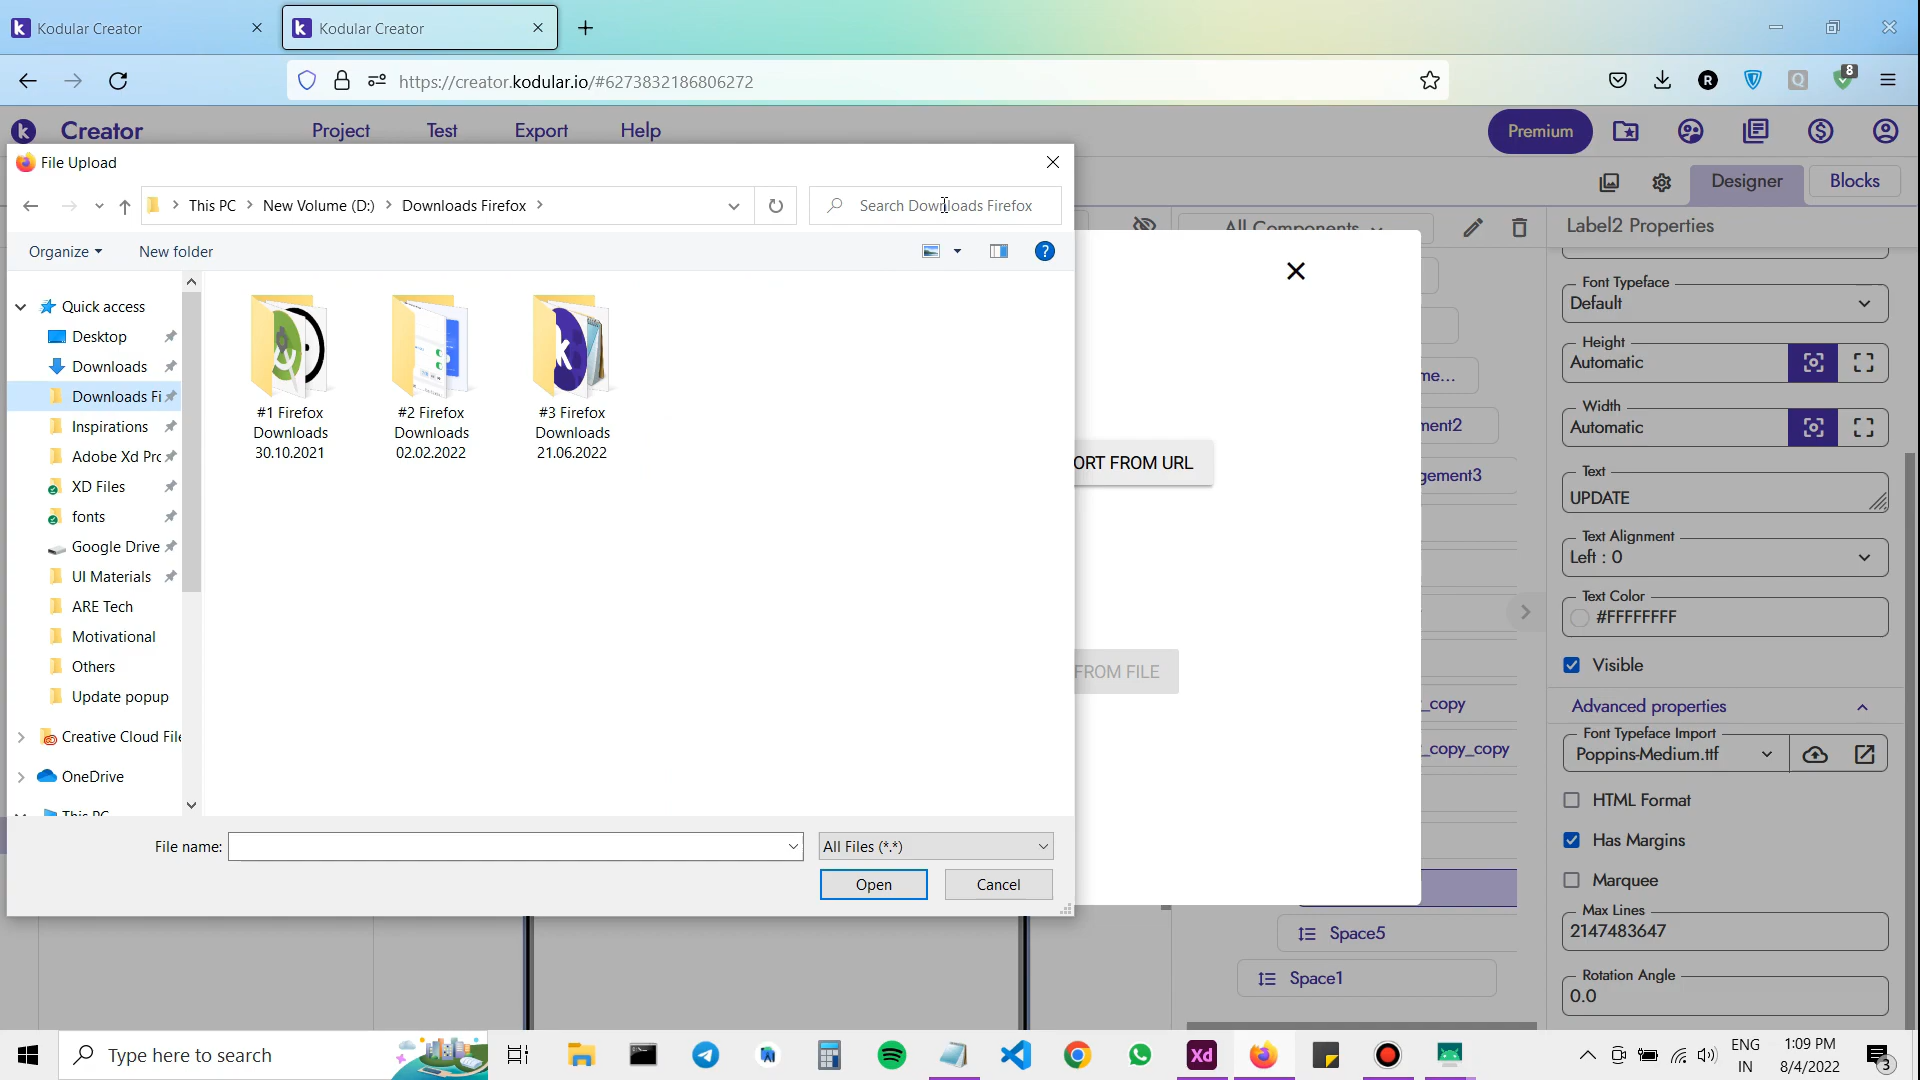 Kodular Creator
Kodular Creator
https://creator.kodular.io/#6273832186806272
8
Creator
Project
Test
Export
Help
Premium
File Upload
This PC
New Volume (D:)
Downloads Firefox
Search Downloads Firefox
Designer
Blocks
Organize
New folder
All Components
Label2 Properties
Quick access
Desktop
Downloads
Downloads Fi
Inspirations
Adobe Xd Prc
XD Files
fonts
Google Drive
UI Materials
ARE Tech
Motivational
Others
Update popup
Creative Cloud File
OneDrive
This PC
#1 Firefox
Downloads
30.10.2021
#2 Firefox
Downloads
02.02.2022
#3 Firefox
Downloads
21.06.2022
File name:
All Files (*.*)
Open
Cancel
ORT FROM URL
FROM FILE
me...
ment2
gement3
_copy
_copy_copy
Space5
Space1
Font Typeface
Default
Height
Automatic
Width
Automatic
Text
UPDATE
Text Alignment
Left : 0
Text Color
#FFFFFFFF
Visible
Advanced properties
Font Typeface Import
Poppins-Medium.ttf
HTML Format
Has Margins
Marquee
Max Lines
2147483647
Rotation Angle
0.0
Type here to search
Xd
ENG
IN
1:09 PM
8/4/2022
3